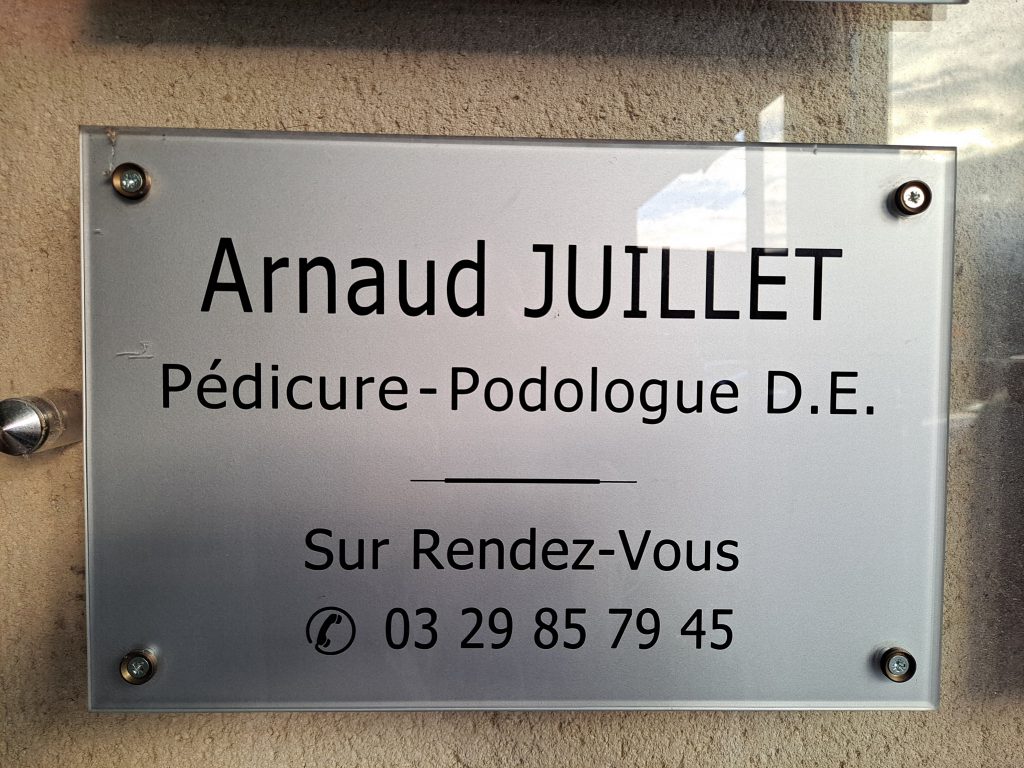 Arnaud JUILLET
Pédicure-Podologue D.E.
Sur Rendez-Vous
✆ 03 29 85 79 45